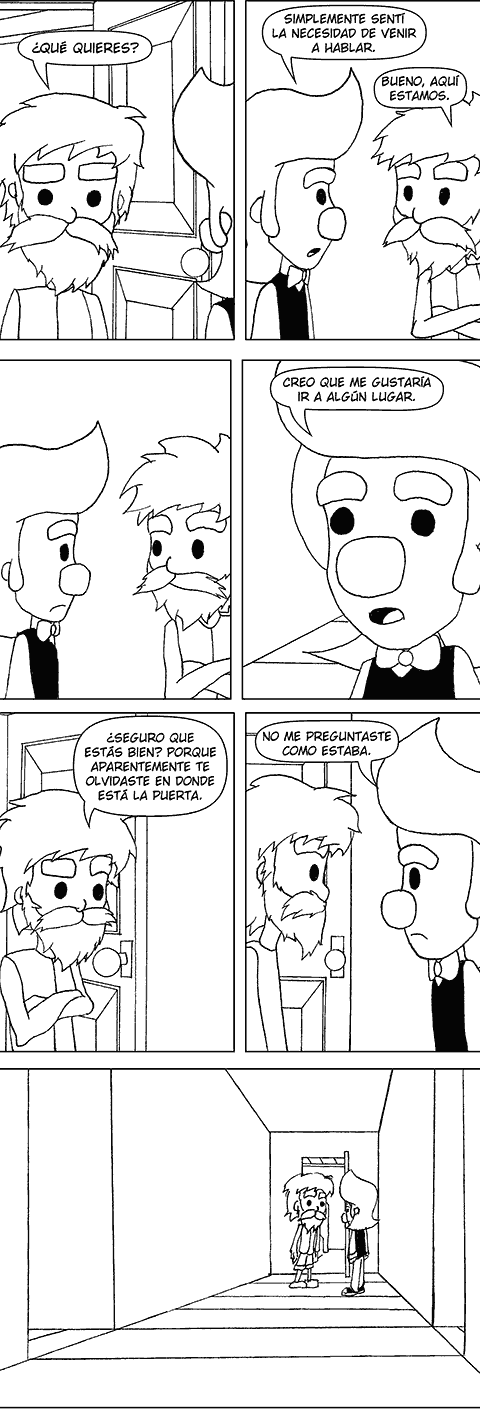 ¿QUÉ QUIERES?
SIMPLEMENTE SENTÍ
LA NECESIDAD DE VENIR
A HABLAR.
BUENO, AQUÍ
ESTAMOS.
CREO QUE ME GUSTARÍA
IR A ALGÚN LUGAR.
¿SEGURO QUE
ESTÁS BIEN? PORQUE
APARENTEMENTE TE
OLVIDASTE EN DONDE
ESTÁ LA PUERTA.
NO ME PREGUNTASTE
COMO ESTABA.